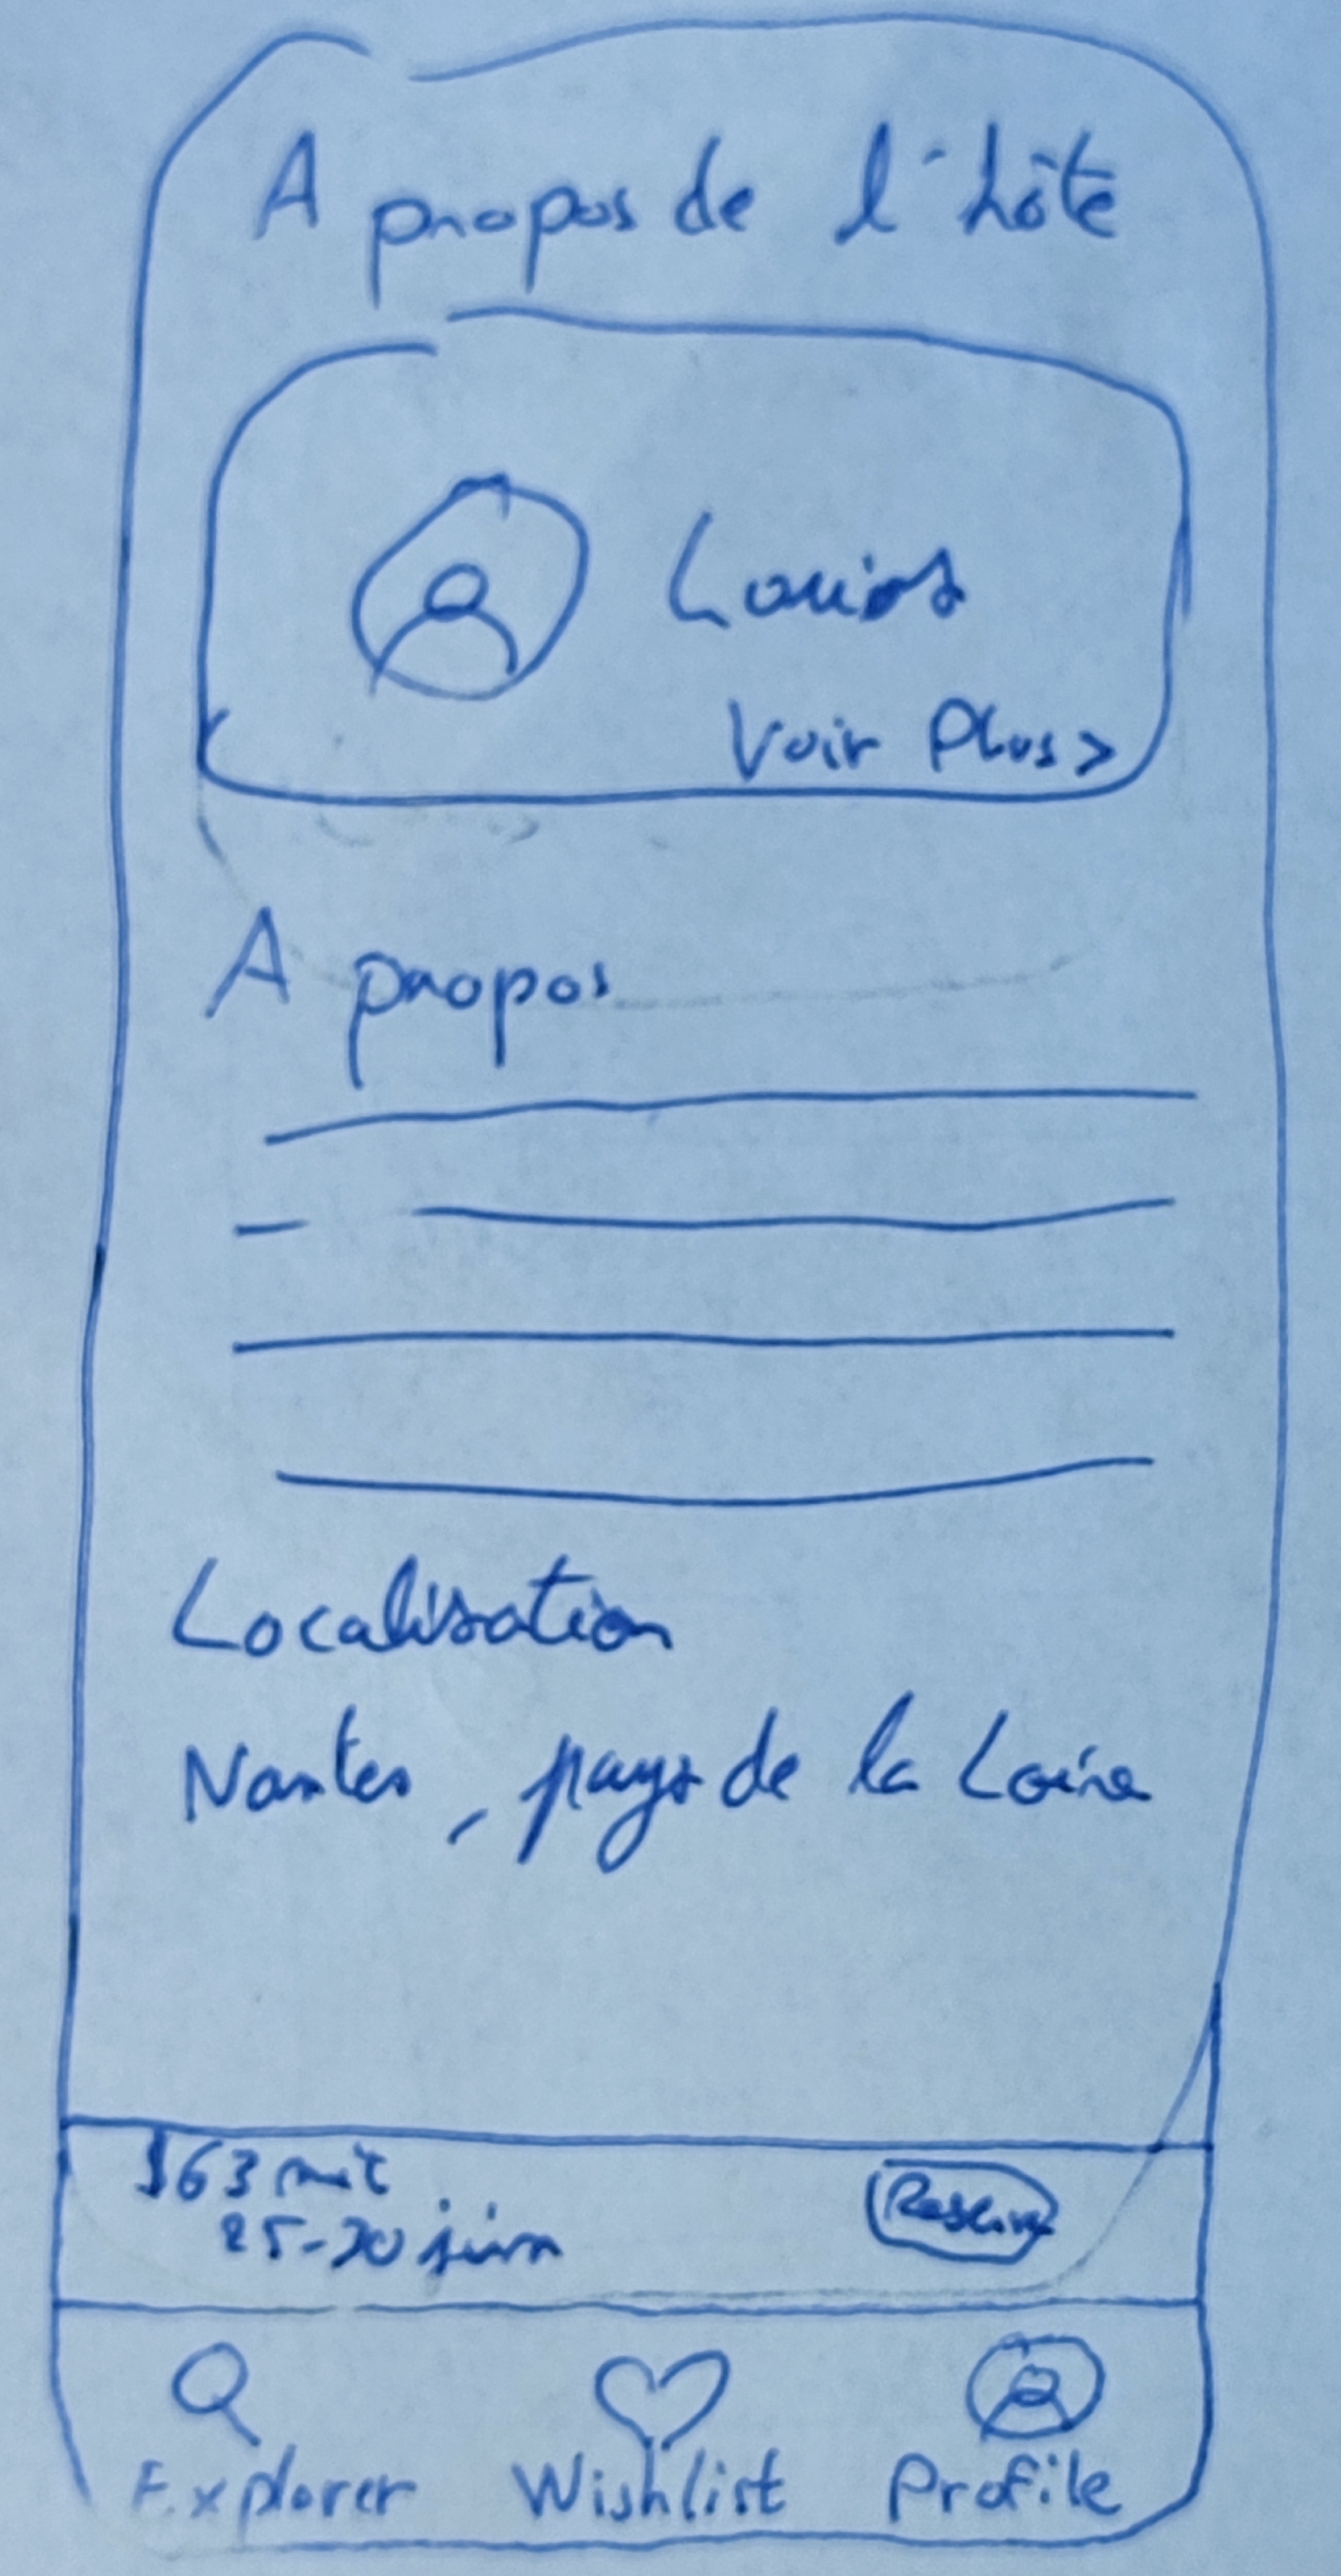 A propos de l'hôte
Louis
Voir Plus >
A propos
Localisation
Nantes, pays de la Loire
$63 nuit
25-30 juin
Explorer Wishlist Profile